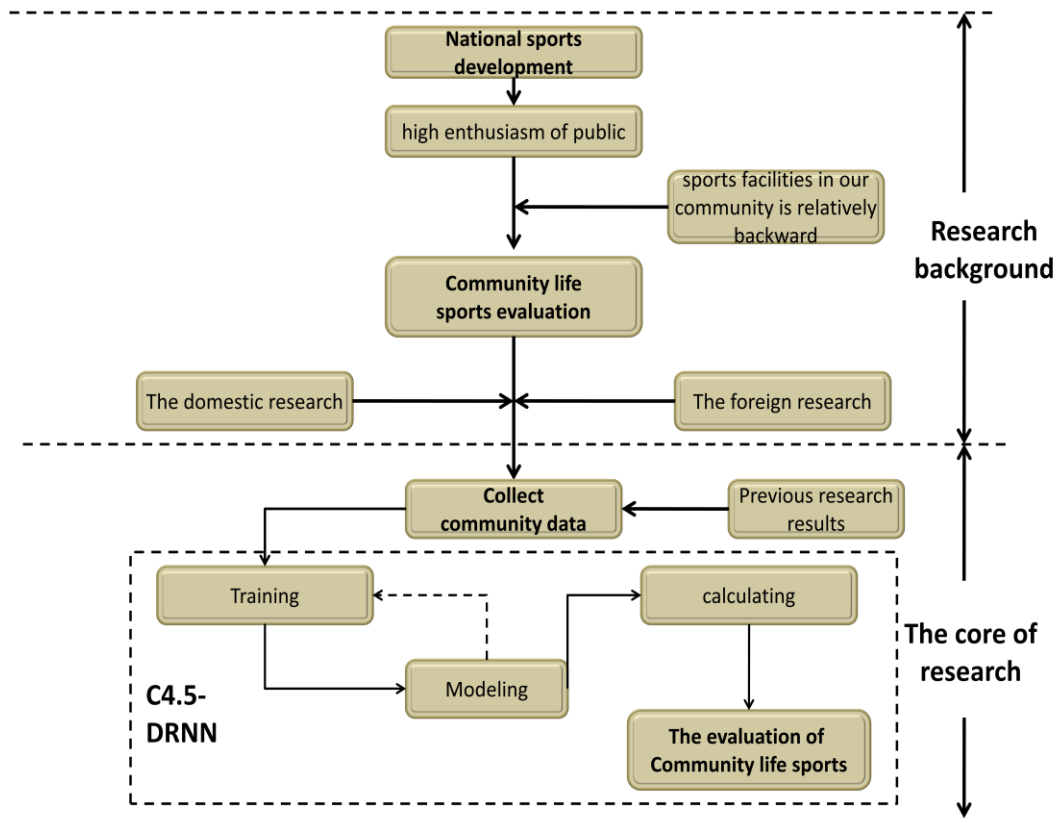 National sports
development
high enthusiasm of public
sports facilities in our
community is relatively
backward
Research
background
Community life
sports evaluation
The domestic research
The foreign research
Collect
community data
Previous research
results
Training
calculating
The core of
research
Modeling
C4.5-
DRNN
The evaluation of
Community life sports